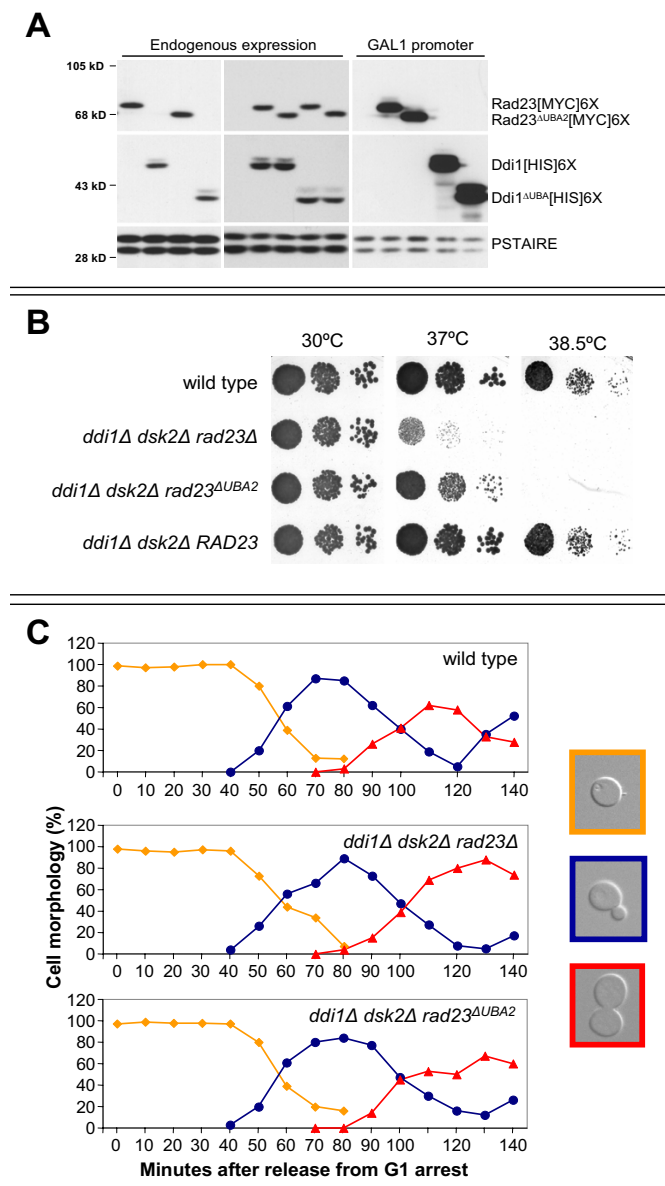 A
Endogenous expression GAL1 promoter
105 kD
68 kD
Rad23[MYC]6X
Rad23ΔUBA2[MYC]6X
43 kD
Ddi1[HIS]6X
Ddi1ΔUBA[HIS]6X
28 kD
PSTAIRE
B
30ºC 37ºC 38.5ºC
wild type
ddi1Δ dsk2Δ rad23Δ
ddi1Δ dsk2Δ rad23ΔUBA2
ddi1Δ dsk2Δ RAD23
C
Cell morphology (%)
120
100
80
60
40
20
0
wild type
0 10 20 30 40 50 60 70 80 90 100 120 140
120
100
80
60
40
20
0
ddi1Δ dsk2Δ rad23Δ
0 10 20 30 40 50 60 70 80 90 100 120 140
120
100
80
60
40
20
0
ddi1Δ dsk2Δ rad23ΔUBA2
0 10 20 30 40 50 60 70 80 90 100 120 140
Minutes after release from G1 arrest